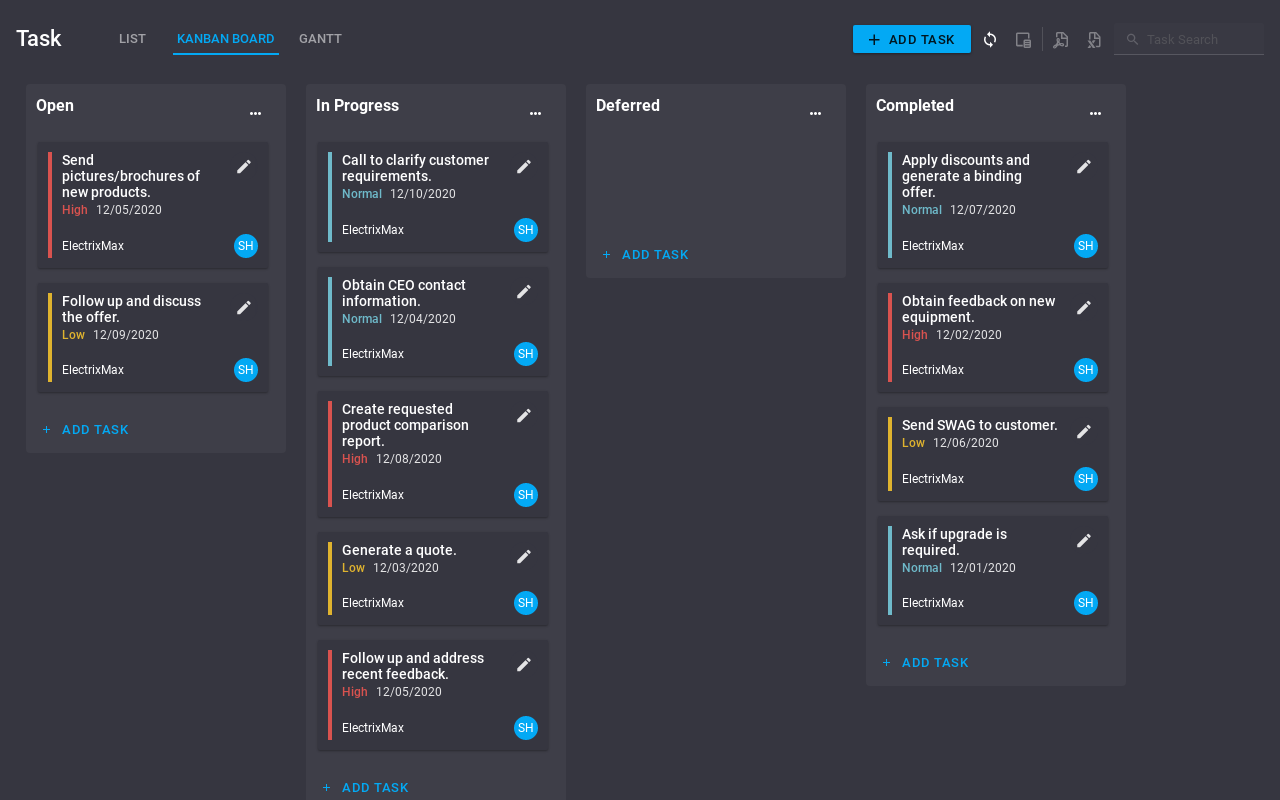 Task
LIST
KANBAN BOARD
GANTT
ADD TASK
Task Search
Open
Send
pictures/brochures of
new products.
High 12/05/2020
ElectrixMax
SH
Follow up and discuss
the offer.
Low 12/09/2020
ElectrixMax
SH
+ ADD TASK
In Progress
Call to clarify customer
requirements.
Normal 12/10/2020
ElectrixMax
SH
Obtain CEO contact
information.
Normal 12/04/2020
ElectrixMax
SH
Create requested
product comparison
report.
High 12/08/2020
ElectrixMax
SH
Generate a quote.
Low 12/03/2020
ElectrixMax
SH
Follow up and address
recent feedback.
High 12/05/2020
ElectrixMax
SH
+ ADD TASK
Deferred
+ ADD TASK
Completed
Apply discounts and
generate a binding
offer.
Normal 12/07/2020
ElectrixMax
SH
Obtain feedback on new
equipment.
High 12/02/2020
ElectrixMax
SH
Send SWAG to customer.
Low 12/06/2020
ElectrixMax
SH
Ask if upgrade is
required.
Normal 12/01/2020
ElectrixMax
SH
+ ADD TASK